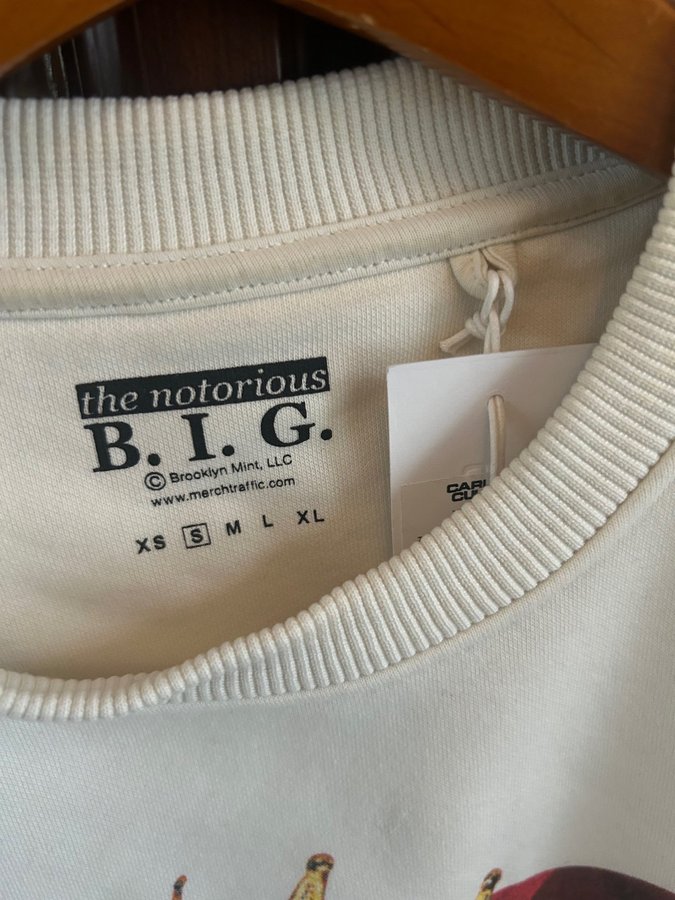 the notorious
B. I. G.
© Brooklyn Mint, LLC
www.merchtraffic.com
XS S M L XL